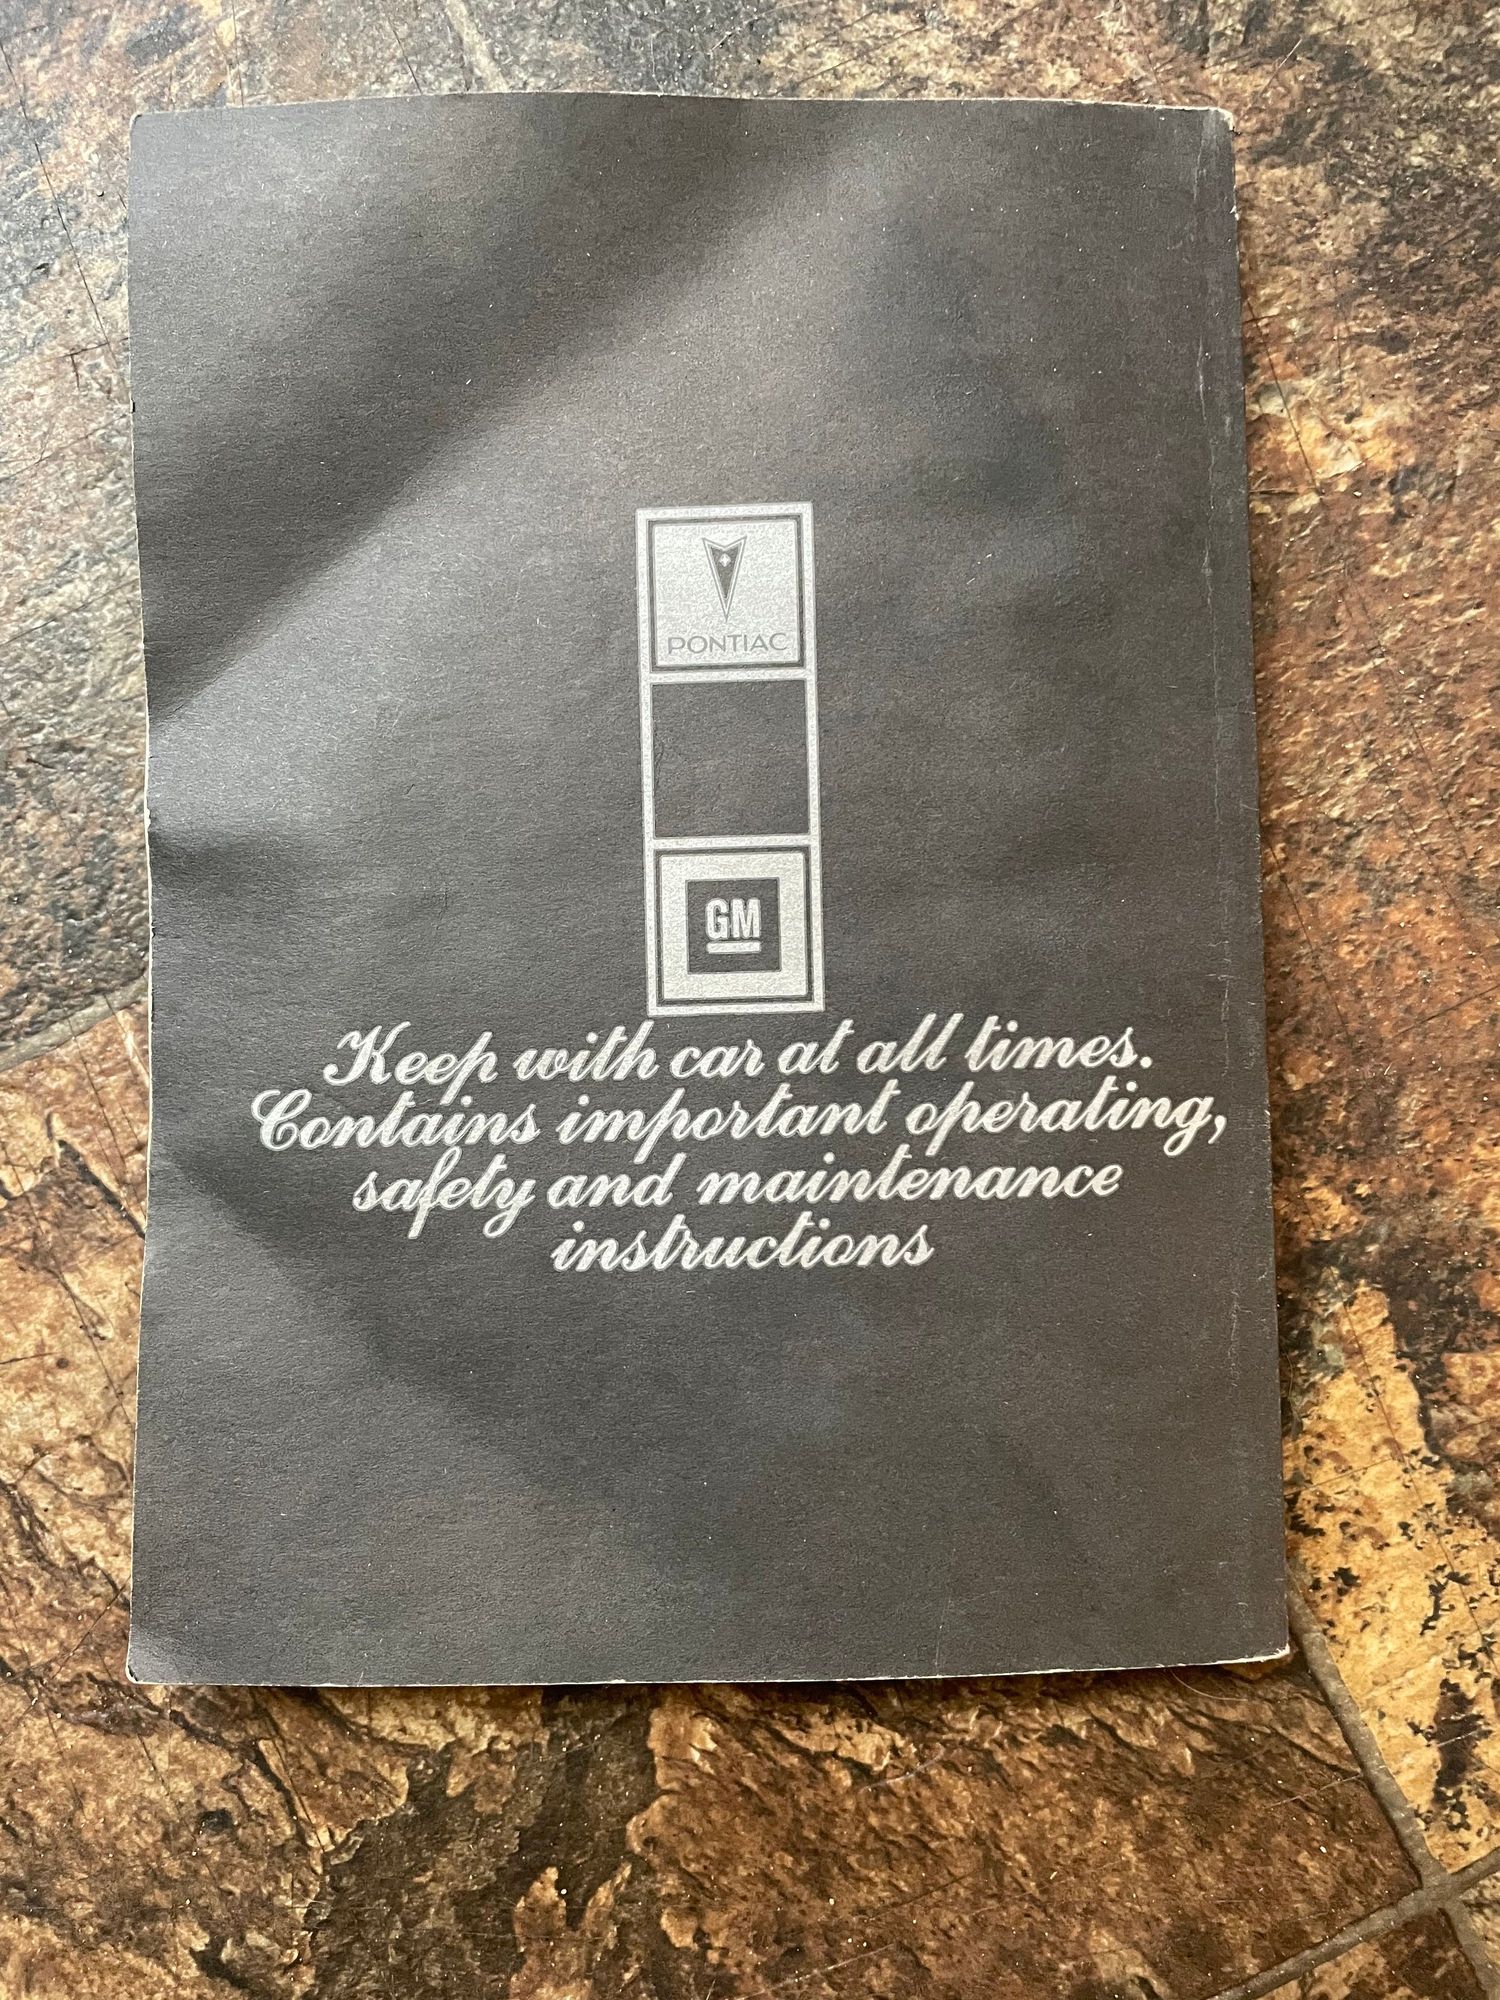 PONTIAC
GM
Keep with car at all times.
Contains important operating,
safety and maintenance
instructions